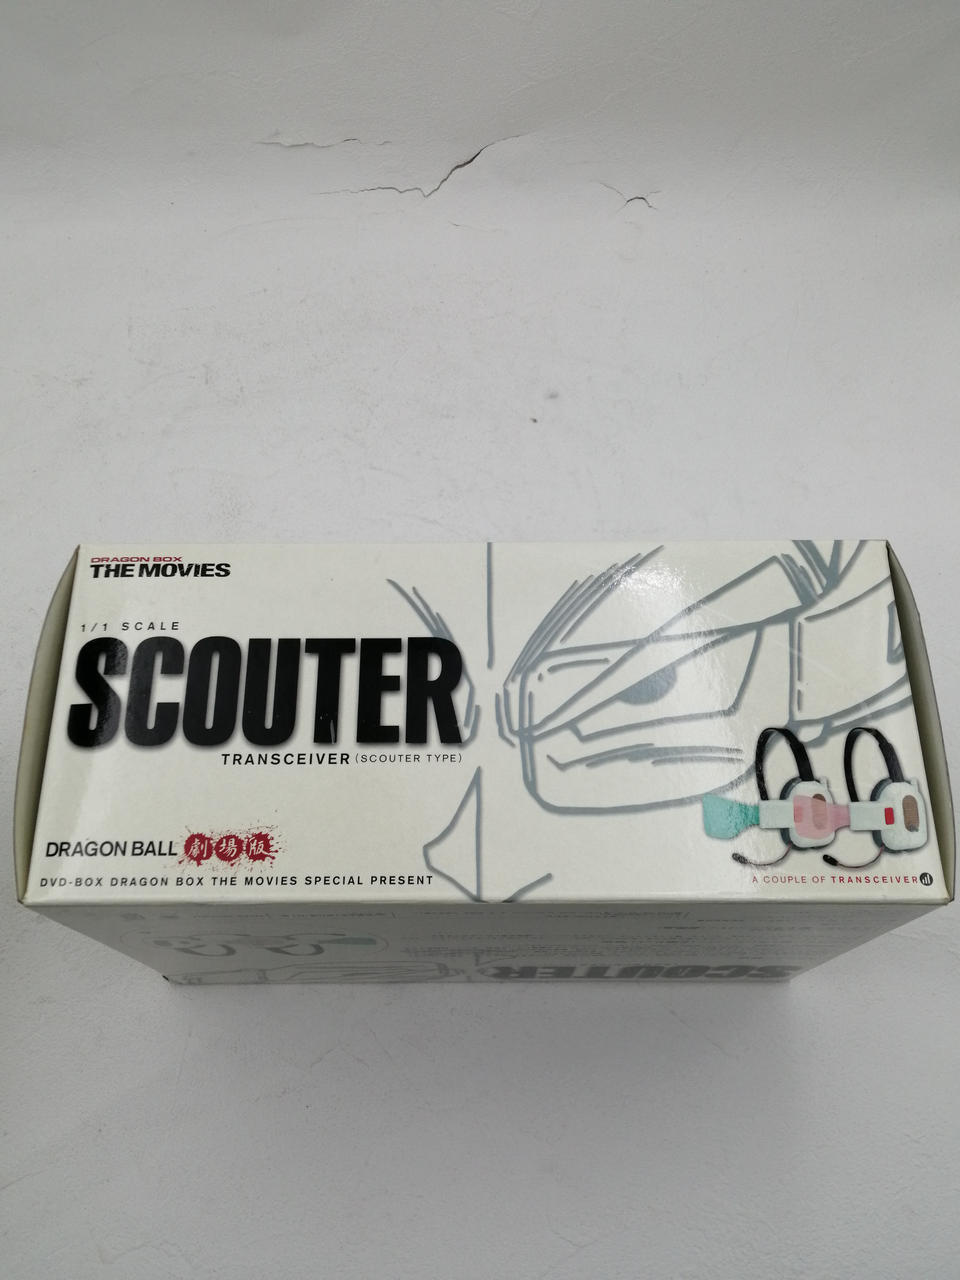 DRAGON BOX
THE MOVIES
1/1 SCALE
SCOUTER
TRANSCEIVER (SCOUTER TYPE)
DRAGON BALL 劇場版
DVD-BOX DRAGON BOX THE MOVIES SPECIAL PRESENT
A COUPLE OF TRANSCEIVER
SCOUTER